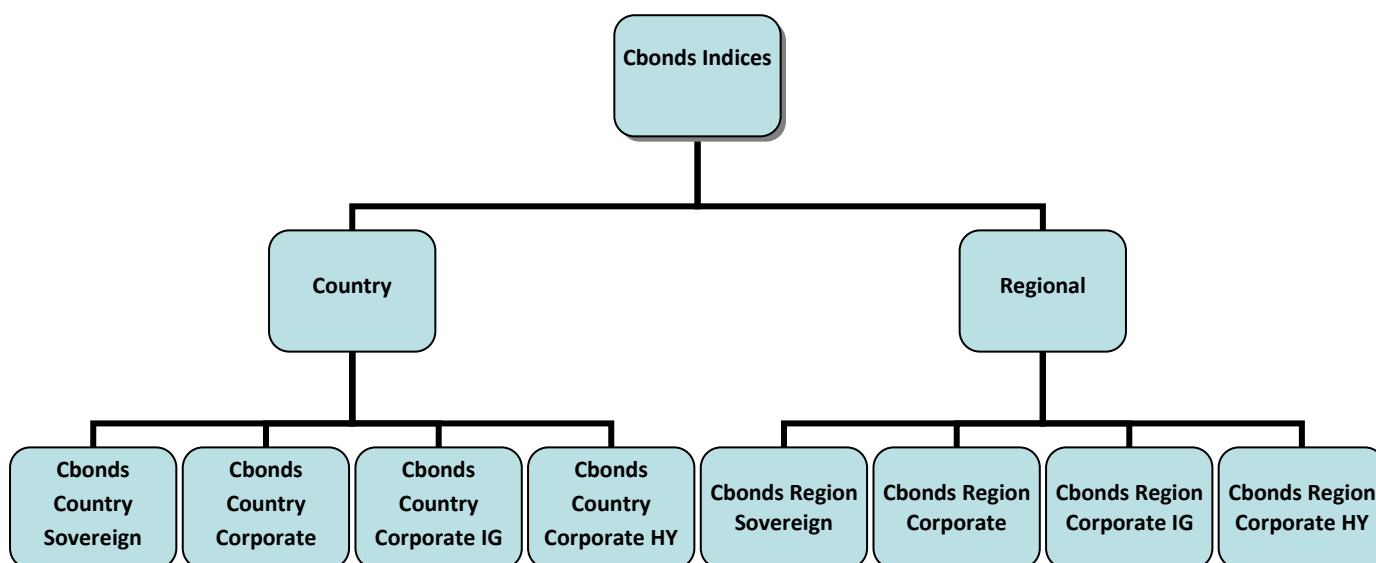 Cbonds Indices
Country
Regional
Cbonds
Country
Sovereign
Cbonds
Country
Corporate
Cbonds
Country
Corporate IG
Cbonds
Country
Corporate HY
Cbonds Region
Sovereign
Cbonds Region
Corporate
Cbonds Region
Corporate IG
Cbonds Region
Corporate HY